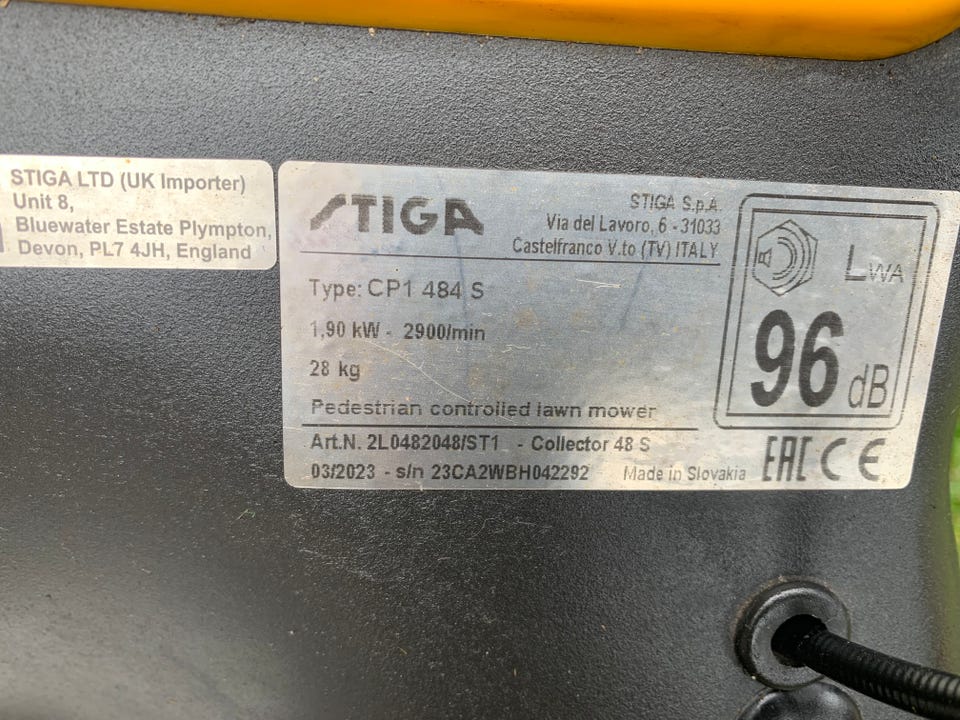 STIGA LTD (UK Importer)
Unit 8,
Bluewater Estate Plympton,
Devon, PL7 4JH, England
STIGA
STIGA S.p.A.
Via del Lavoro, 6 - 31033
Castelfranco V.to (TV) ITALY
Type: CP1 484 S
1,90 kW - 2900/min
28 kg
Pedestrian controlled lawn mower
Art.N. 2L0482048/ST1 - Collector 48 S
03/2023 - s/n 23CA2WBH042292
Made in Slovakia
EAC CE
LWA
96 dB